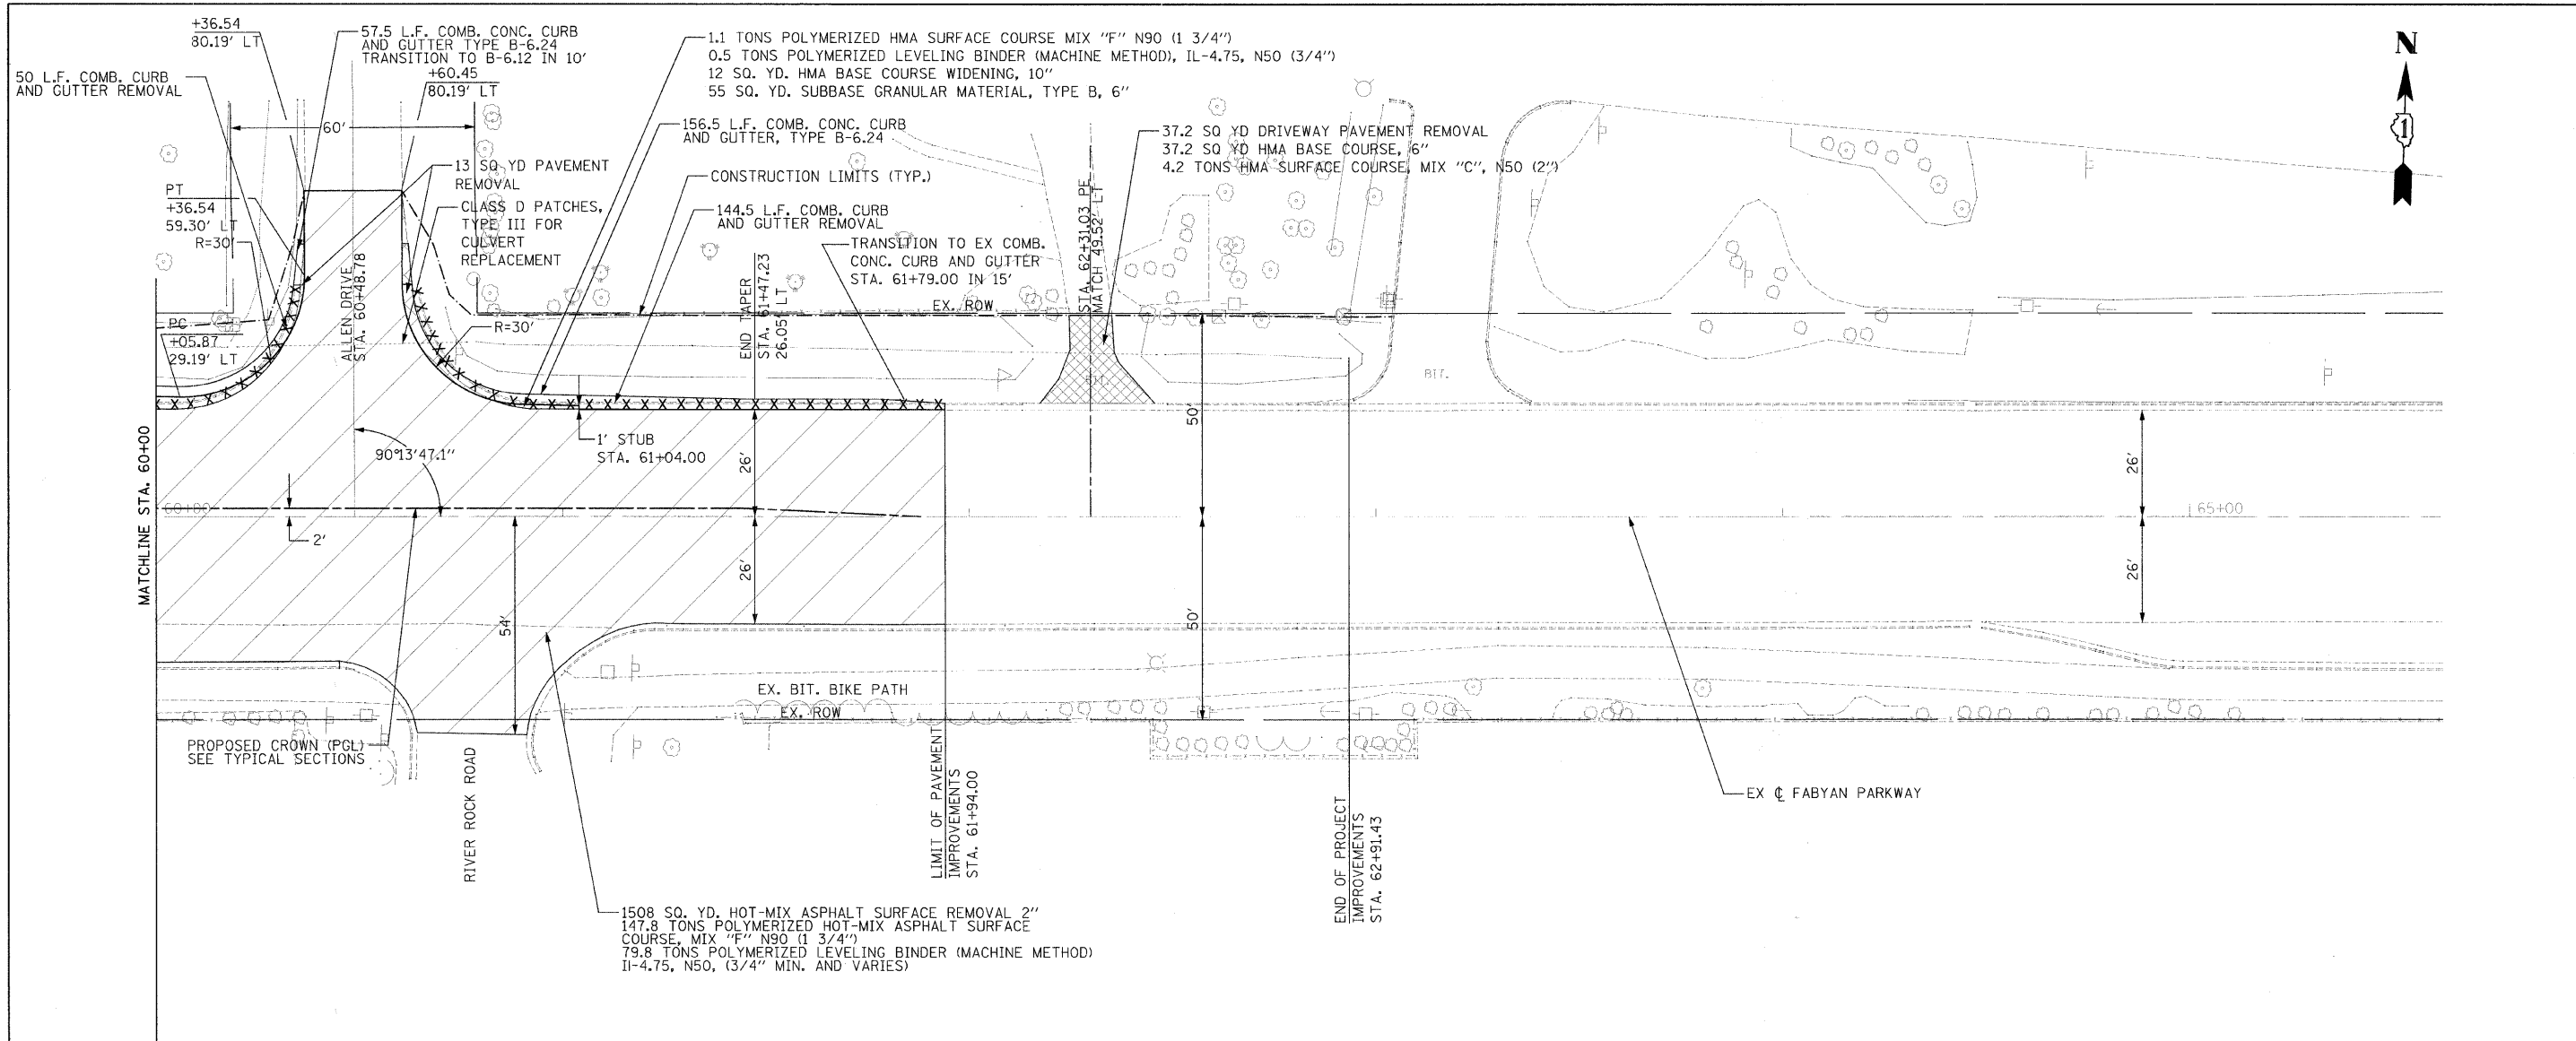 +36.54
80.19' LT
57.5 L.F. COMB. CONC. CURB
AND GUTTER TYPE B-6.24
TRANSITION TO B-6.12 IN 10'
+60.45
80.19' LT
50 L.F. COMB. CURB
AND GUTTER REMOVAL
60'
1.1 TONS POLYMERIZED HMA SURFACE COURSE MIX "F" N90 (1 3/4")
0.5 TONS POLYMERIZED LEVELING BINDER (MACHINE METHOD), IL-4.75, N50 (3/4")
12 SQ. YD. HMA BASE COURSE WIDENING, 10"
55 SQ. YD. SUBBASE GRANULAR MATERIAL, TYPE B, 6"
156.5 L.F. COMB. CONC. CURB
AND GUTTER, TYPE B-6.24
37.2 SQ YD DRIVEWAY PAVEMENT REMOVAL
37.2 SQ YD HMA BASE COURSE, 6"
4.2 TONS HMA SURFACE COURSE, MIX "C", N50 (2")
N
1
13 SQ YD PAVEMENT
REMOVAL
CONSTRUCTION LIMITS (TYP.)
CLASS D PATCHES,
TYPE III FOR
CULVERT
REPLACEMENT
144.5 L.F. COMB. CURB
AND GUTTER REMOVAL
TRANSITION TO EX COMB.
CONC. CURB AND GUTTER
STA. 61+79.00 IN 15'
PT
+36.54
59.30' LT
R=30'
ALLEN DRIVE
STA. 60+48.78
END TAPER
STA. 61+47.23
26.05' LT
STA. 62+31.03 PE
MATCH 49.52' LT
EX. ROW
PC
+05.87
29.19' LT
R=30'
BIT.
BIT.
1' STUB
STA. 61+04.00
90°13'47.1"
26'
50'
26'
MATCHLINE STA. 60+00
60+00
65+00
2'
26'
54'
50'
26'
EX. BIT. BIKE PATH
EX. ROW
PROPOSED CROWN (PGL)
SEE TYPICAL SECTIONS
RIVER ROCK ROAD
LIMIT OF PAVEMENT
IMPROVEMENTS
STA. 61+94.00
END OF PROJECT
IMPROVEMENTS
STA. 62+91.43
EX ℄ FABYAN PARKWAY
1508 SQ. YD. HOT-MIX ASPHALT SURFACE REMOVAL 2"
147.8 TONS POLYMERIZED HOT-MIX ASPHALT SURFACE
COURSE, MIX "F" N90 (1 3/4")
79.8 TONS POLYMERIZED LEVELING BINDER (MACHINE METHOD)
Il-4.75, N50, (3/4" MIN. AND VARIES)